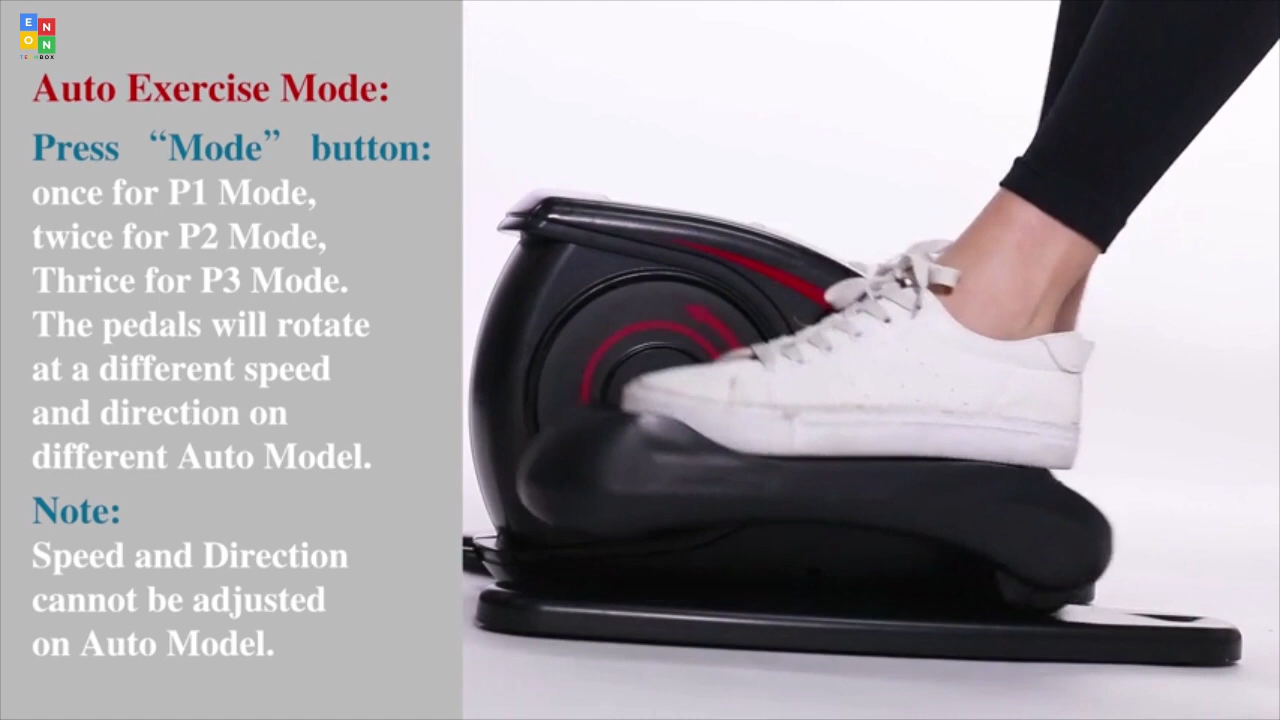 E N
O N
TECHBOX
Auto Exercise Mode:
Press “Mode” button:
once for P1 Mode,
twice for P2 Mode,
Thrice for P3 Mode.
The pedals will rotate
at a different speed
and direction on
different Auto Model.
Note:
Speed and Direction
cannot be adjusted
on Auto Model.